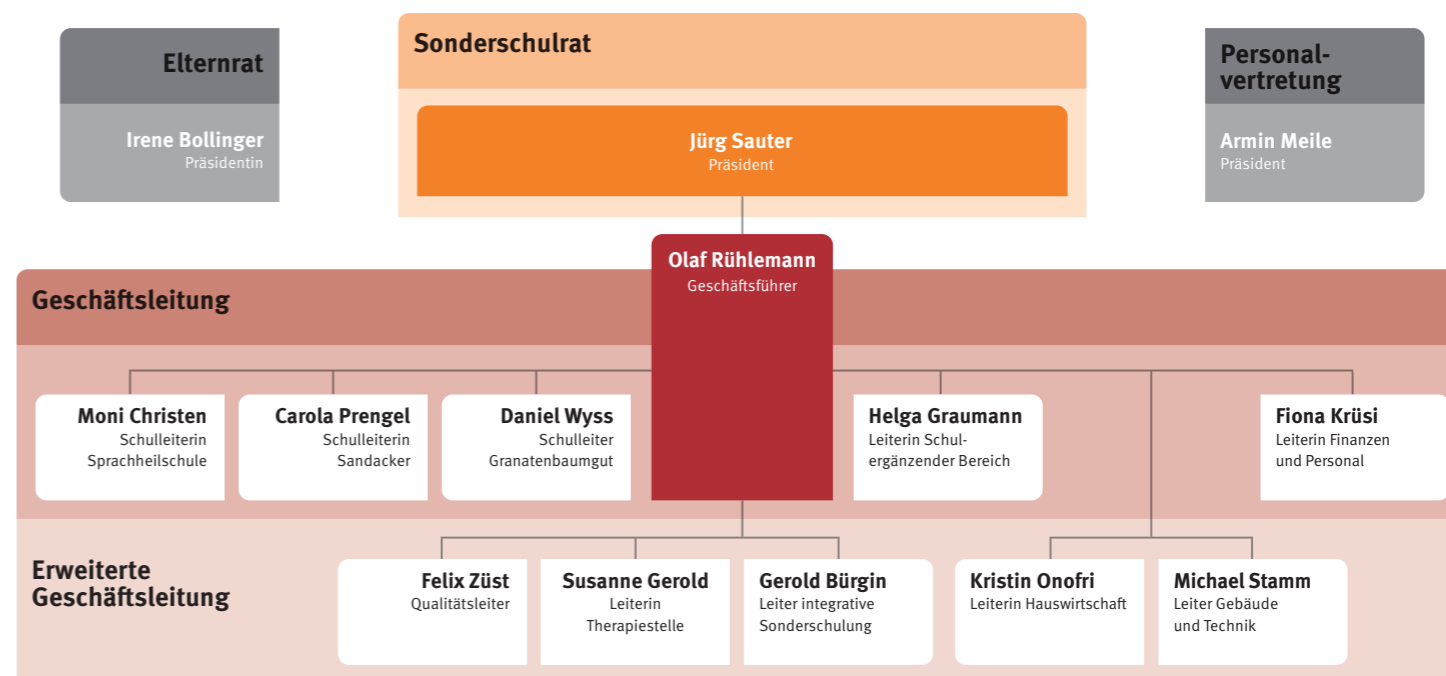 Elternrat
Irene Bollinger
Präsidentin
Sonderschulrat
Jürg Sauter
Präsident
Personal-
vertretung
Armin Meile
Präsident
Olaf Rühlemann
Geschäftsführer
Geschäftsleitung
Moni Christen
Schulleiterin
Sprachheilschule
Carola Prengel
Schulleiterin
Sandacker
Daniel Wyss
Schulleiter
Granatenbaumgut
Helga Graumann
Leiterin Schul-
ergänzender Bereich
Fiona Krüsi
Leiterin Finanzen
und Personal
Erweiterte
Geschäftsleitung
Felix Züst
Qualitätsleiter
Susanne Gerold
Leiterin
Therapiestelle
Gerold Bürgin
Leiter integrative
Sonderschulung
Kristin Onofri
Leiterin Hauswirtschaft
Michael Stamm
Leiter Gebäude
und Technik